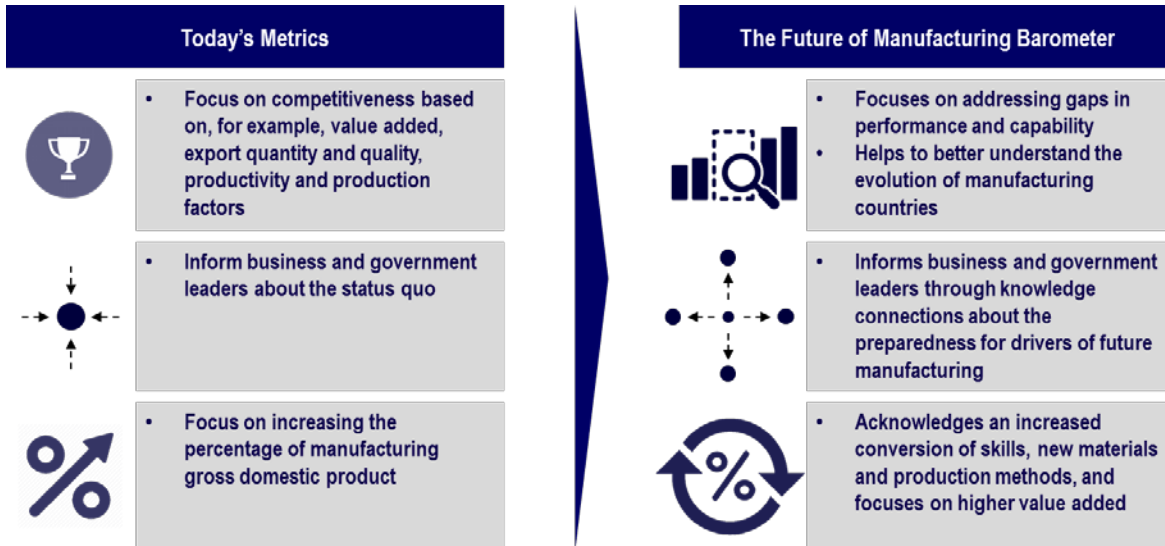 Today's Metrics
• Focus on competitiveness based
on, for example, value added,
export quantity and quality,
productivity and production
factors
• Inform business and government
leaders about the status quo
%
• Focus on increasing the
percentage of manufacturing
gross domestic product
The Future of Manufacturing Barometer
• Focuses on addressing gaps in
performance and capability
• Helps to better understand the
evolution of manufacturing
countries
• Informs business and government
leaders through knowledge
connections about the
preparedness for drivers of future
manufacturing
%
• Acknowledges an increased
conversion of skills, new materials
and production methods, and
focuses on higher value added